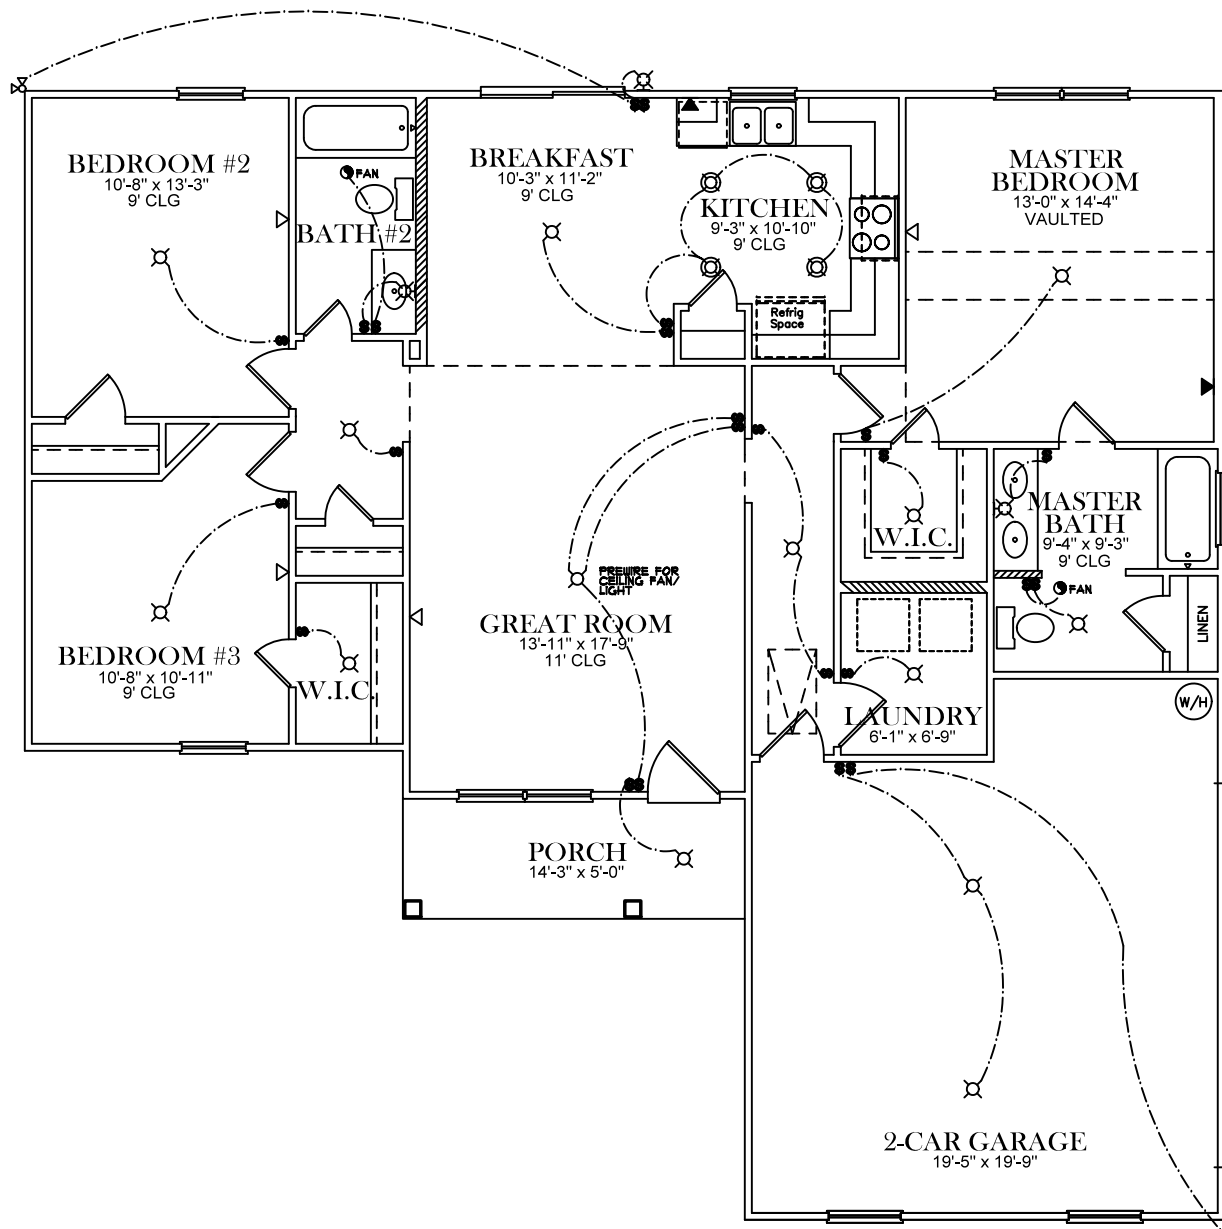 BEDROOM #2
10'-8" x 13'-3"
9' CLG
FAN
BATH #2
BREAKFAST
10'-3" x 11'-2"
9' CLG
KITCHEN
9'-3" x 10'-10"
9' CLG
Refrig
Space
MASTER
BEDROOM
13'-0" x 14'-4"
VAULTED
W.I.C.
MASTER
BATH
9'-4" x 9'-3"
9' CLG
FAN
LINEN
PREWIRE FOR
CEILING FAN/
LIGHT
GREAT ROOM
13'-11" x 17'-9"
11' CLG
BEDROOM #3
10'-8" x 10'-11"
9' CLG
W.I.C.
LAUNDRY
6'-1" x 6'-9"
W/H
PORCH
14'-3" x 5'-0"
2-CAR GARAGE
19'-5" x 19'-9"